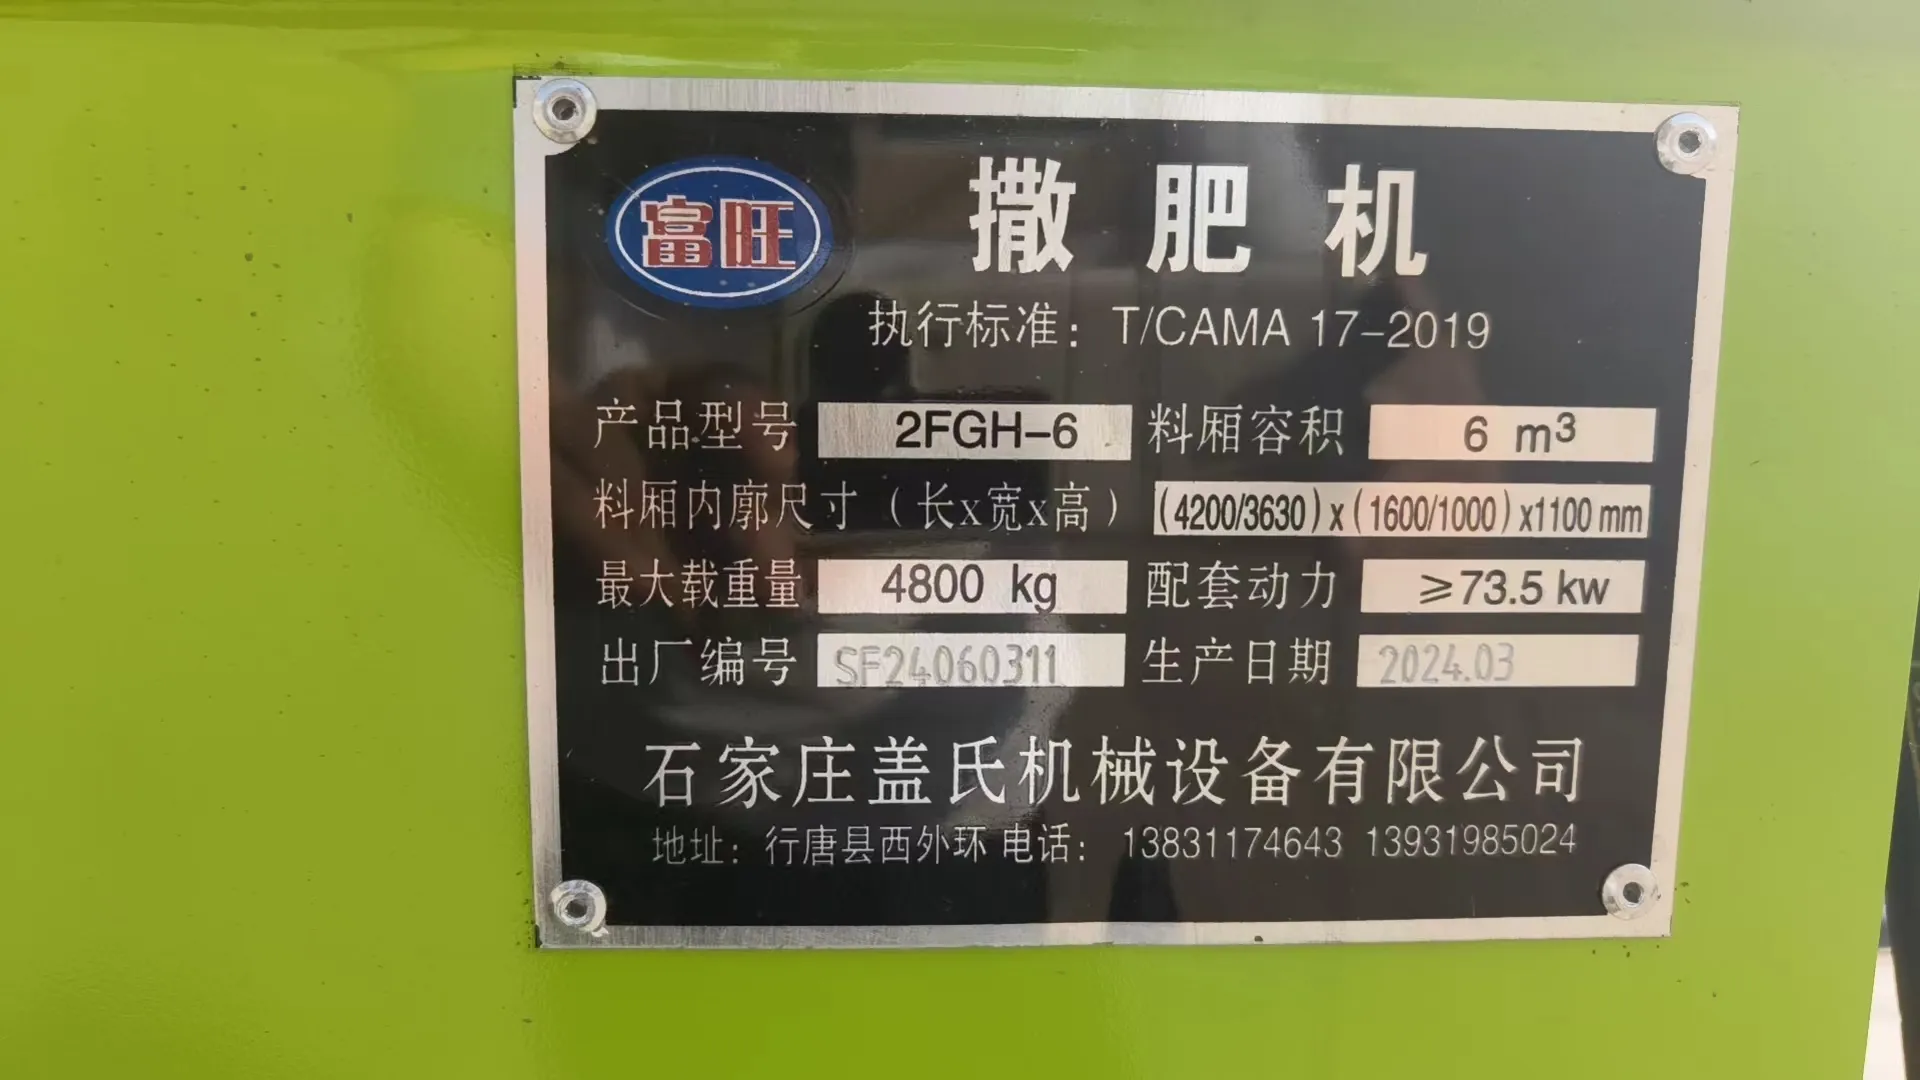 富旺
撒肥机
执行标准：T/CAMA 17-2019
产品型号 2FGH-6 料厢容积 6 m³
料厢内廓尺寸（长x宽x高） (4200/3630)x(1600/1000)x1100mm
最大载重量 4800 kg 配套动力 ≥73.5 kw
出厂编号 SF24060311 生产日期 2024.03
石家庄盖氏机械设备有限公司
地址：行唐县西外环 电话：13831174643 13931985024